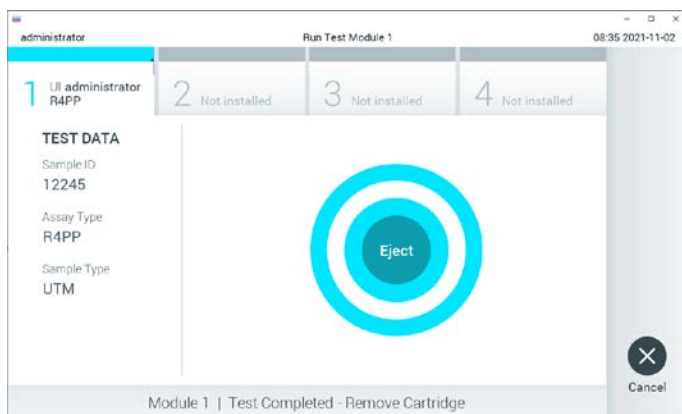 administrator Run Test Module 1 08:35 2021-11-02
1 UI administrator
R4PP
2 Not installed
3 Not installed
4 Not installed
TEST DATA
Sample ID
12245
Assay Type
R4PP
Sample Type
UTM
Eject
Cancel
Module 1 | Test Completed - Remove Cartridge